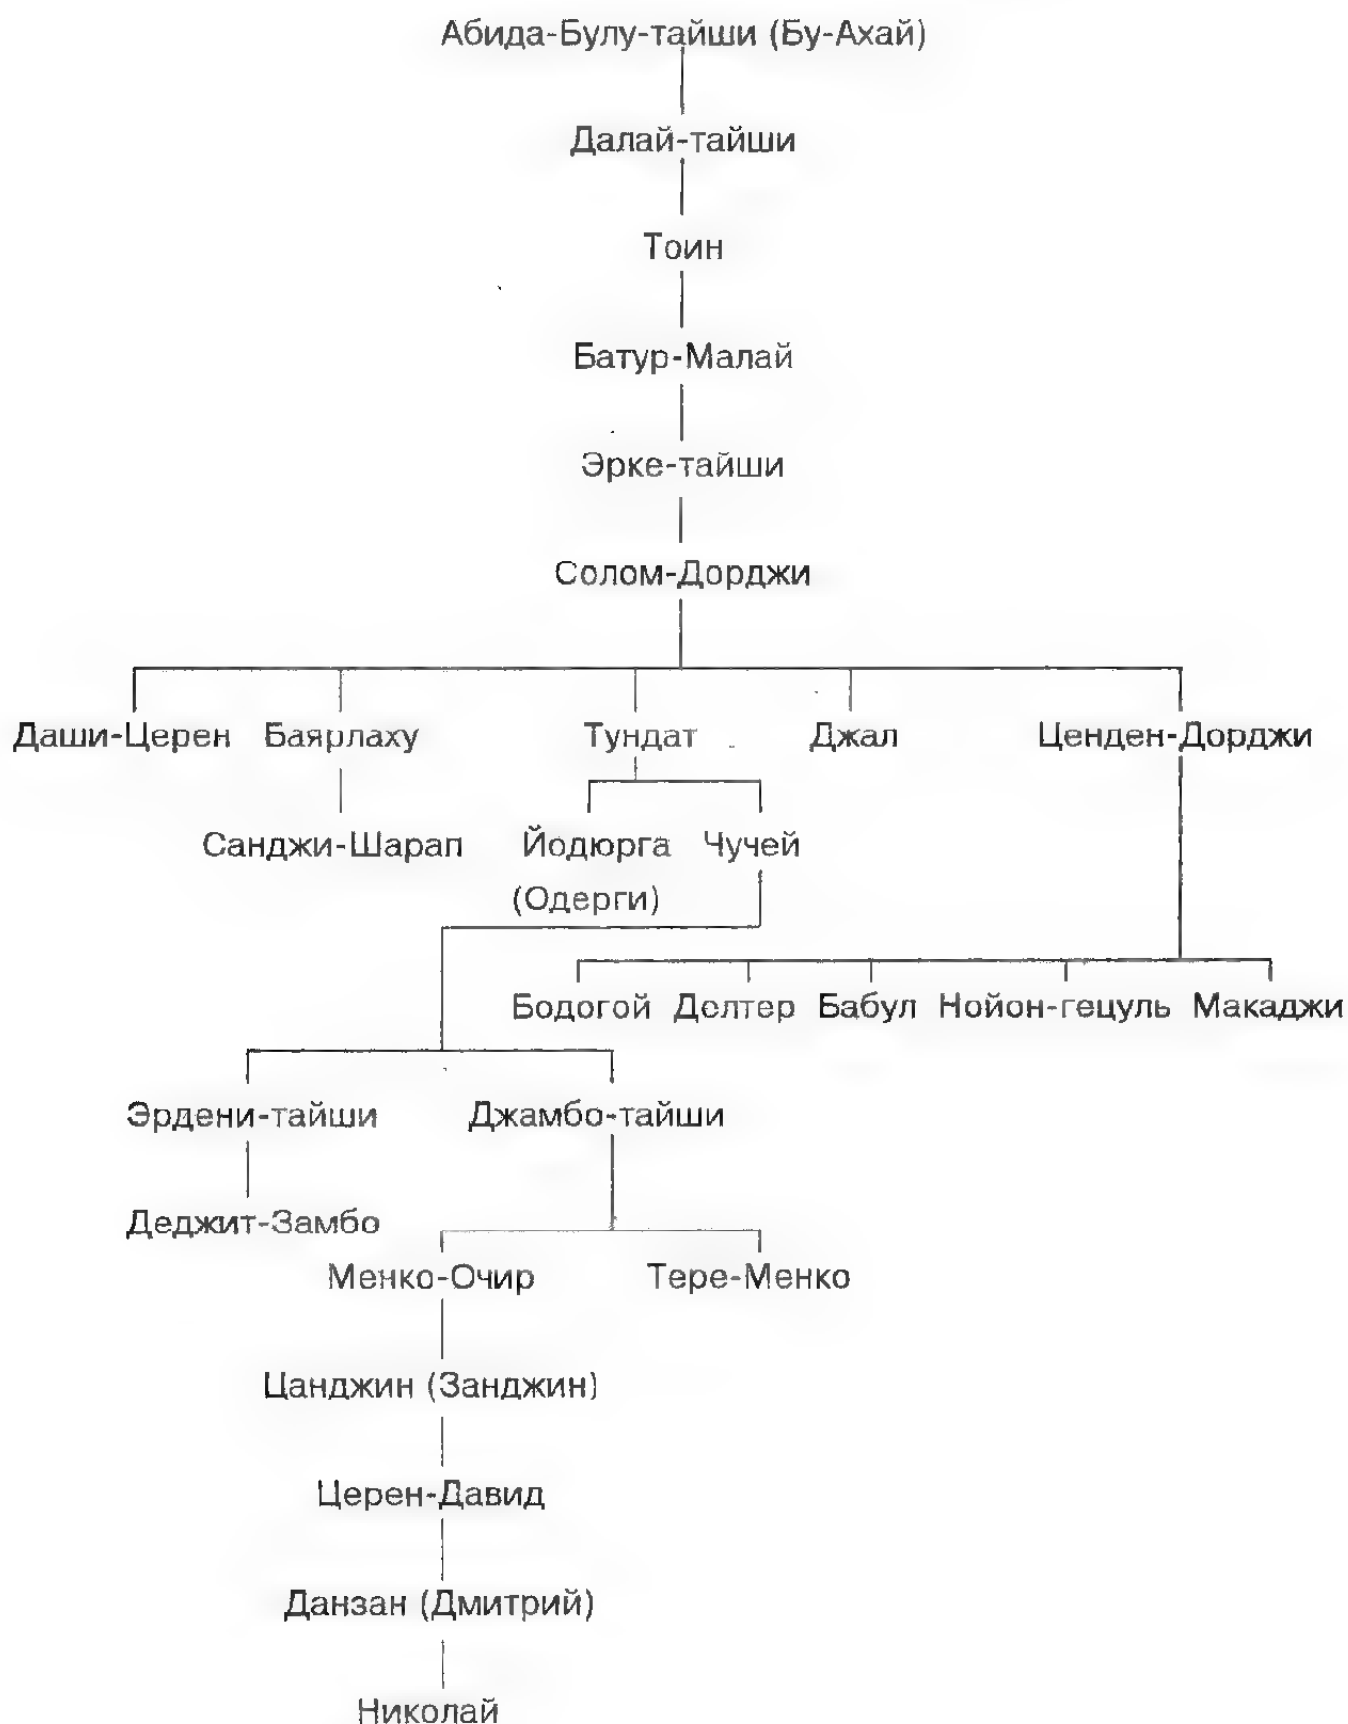 Абида-Булу-тайши (Бу-Ахай)
Далай-тайши
Тоин
Батур-Малай
Эрке-тайши
Солом-Дорджи
Даши-Церен Баярлаху Тундат Джал Ценден-Дорджи
Санджи-Шарап Йодюрга Чучей
(Одерги)
Бодогой Делтер Бабул Нойон-гецуль Макаджи
Эрдени-тайши Джамбо-тайши
Деджит-Замбо
Менко-Очир Тере-Менко
Цанджин (Занджин)
Церен-Давид
Данзан (Дмитрий)
Николай